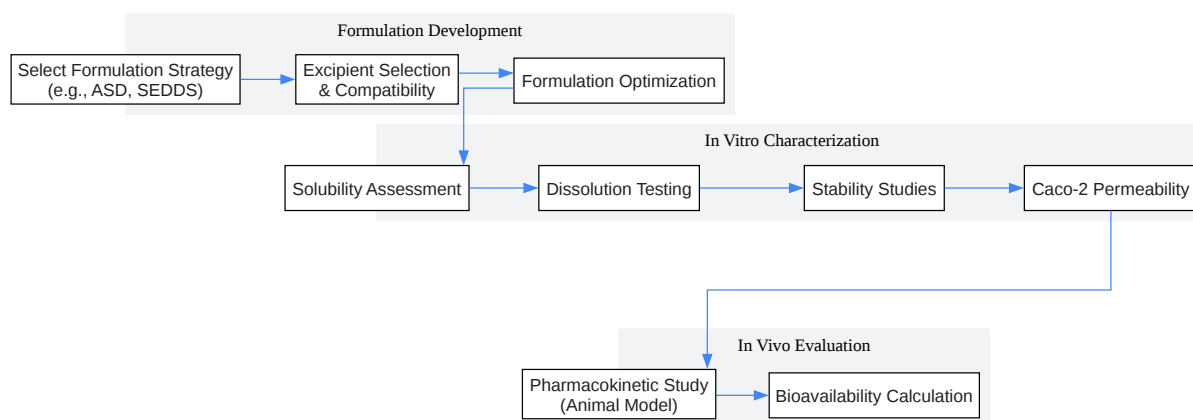 Formulation Development
Select Formulation Strategy
(e.g., ASD, SEDDS)
Excipient Selection
& Compatibility
Formulation Optimization
In Vitro Characterization
Solubility Assessment
Dissolution Testing
Stability Studies
Caco-2 Permeability
In Vivo Evaluation
Pharmacokinetic Study
(Animal Model)
Bioavailability Calculation